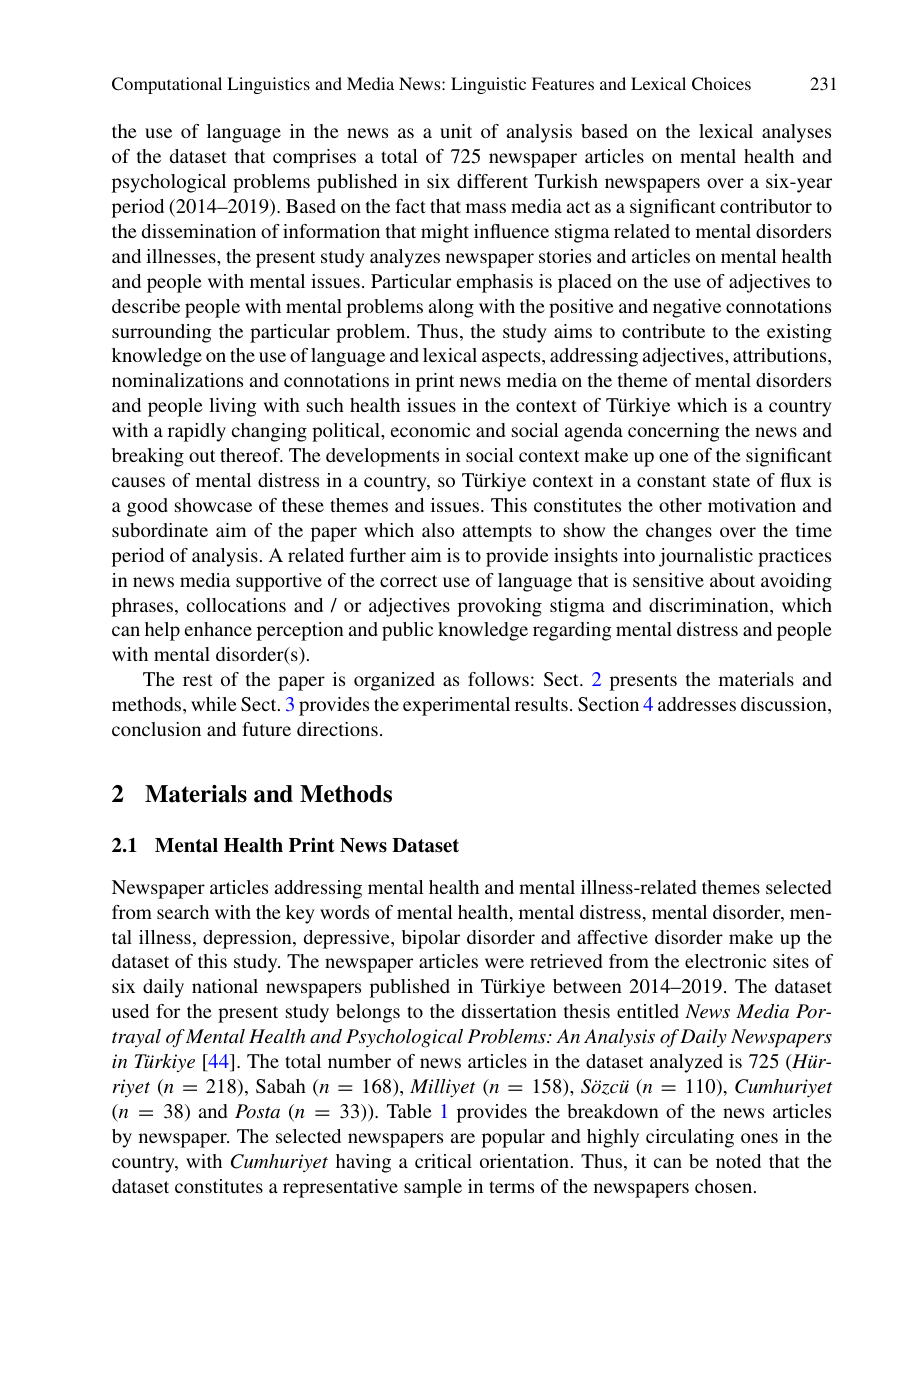 Computational Linguistics and Media News: Linguistic Features and Lexical Choices 231
the use of language in the news as a unit of analysis based on the lexical analyses
of the dataset that comprises a total of 725 newspaper articles on mental health and
psychological problems published in six different Turkish newspapers over a six-year
period (2014–2019). Based on the fact that mass media act as a significant contributor to
the dissemination of information that might influence stigma related to mental disorders
and illnesses, the present study analyzes newspaper stories and articles on mental health
and people with mental issues. Particular emphasis is placed on the use of adjectives to
describe people with mental problems along with the positive and negative connotations
surrounding the particular problem. Thus, the study aims to contribute to the existing
knowledge on the use of language and lexical aspects, addressing adjectives, attributions,
nominalizations and connotations in print news media on the theme of mental disorders
and people living with such health issues in the context of Türkiye which is a country
with a rapidly changing political, economic and social agenda concerning the news and
breaking out thereof. The developments in social context make up one of the significant
causes of mental distress in a country, so Türkiye context in a constant state of flux is
a good showcase of these themes and issues. This constitutes the other motivation and
subordinate aim of the paper which also attempts to show the changes over the time
period of analysis. A related further aim is to provide insights into journalistic practices
in news media supportive of the correct use of language that is sensitive about avoiding
phrases, collocations and / or adjectives provoking stigma and discrimination, which
can help enhance perception and public knowledge regarding mental distress and people
with mental disorder(s).
The rest of the paper is organized as follows: Sect. 2 presents the materials and
methods, while Sect. 3 provides the experimental results. Section 4 addresses discussion,
conclusion and future directions.
2 Materials and Methods
2.1 Mental Health Print News Dataset
Newspaper articles addressing mental health and mental illness-related themes selected
from search with the key words of mental health, mental distress, mental disorder, men-
tal illness, depression, depressive, bipolar disorder and affective disorder make up the
dataset of this study. The newspaper articles were retrieved from the electronic sites of
six daily national newspapers published in Türkiye between 2014–2019. The dataset
used for the present study belongs to the dissertation thesis entitled News Media Por-
trayal of Mental Health and Psychological Problems: An Analysis of Daily Newspapers
in Türkiye [44]. The total number of news articles in the dataset analyzed is 725 (Hür-
riyet (n = 218), Sabah (n = 168), Milliyet (n = 158), Sözcü (n = 110), Cumhuriyet
(n = 38) and Posta (n = 33)). Table 1 provides the breakdown of the news articles
by newspaper. The selected newspapers are popular and highly circulating ones in the
country, with Cumhuriyet having a critical orientation. Thus, it can be noted that the
dataset constitutes a representative sample in terms of the newspapers chosen.